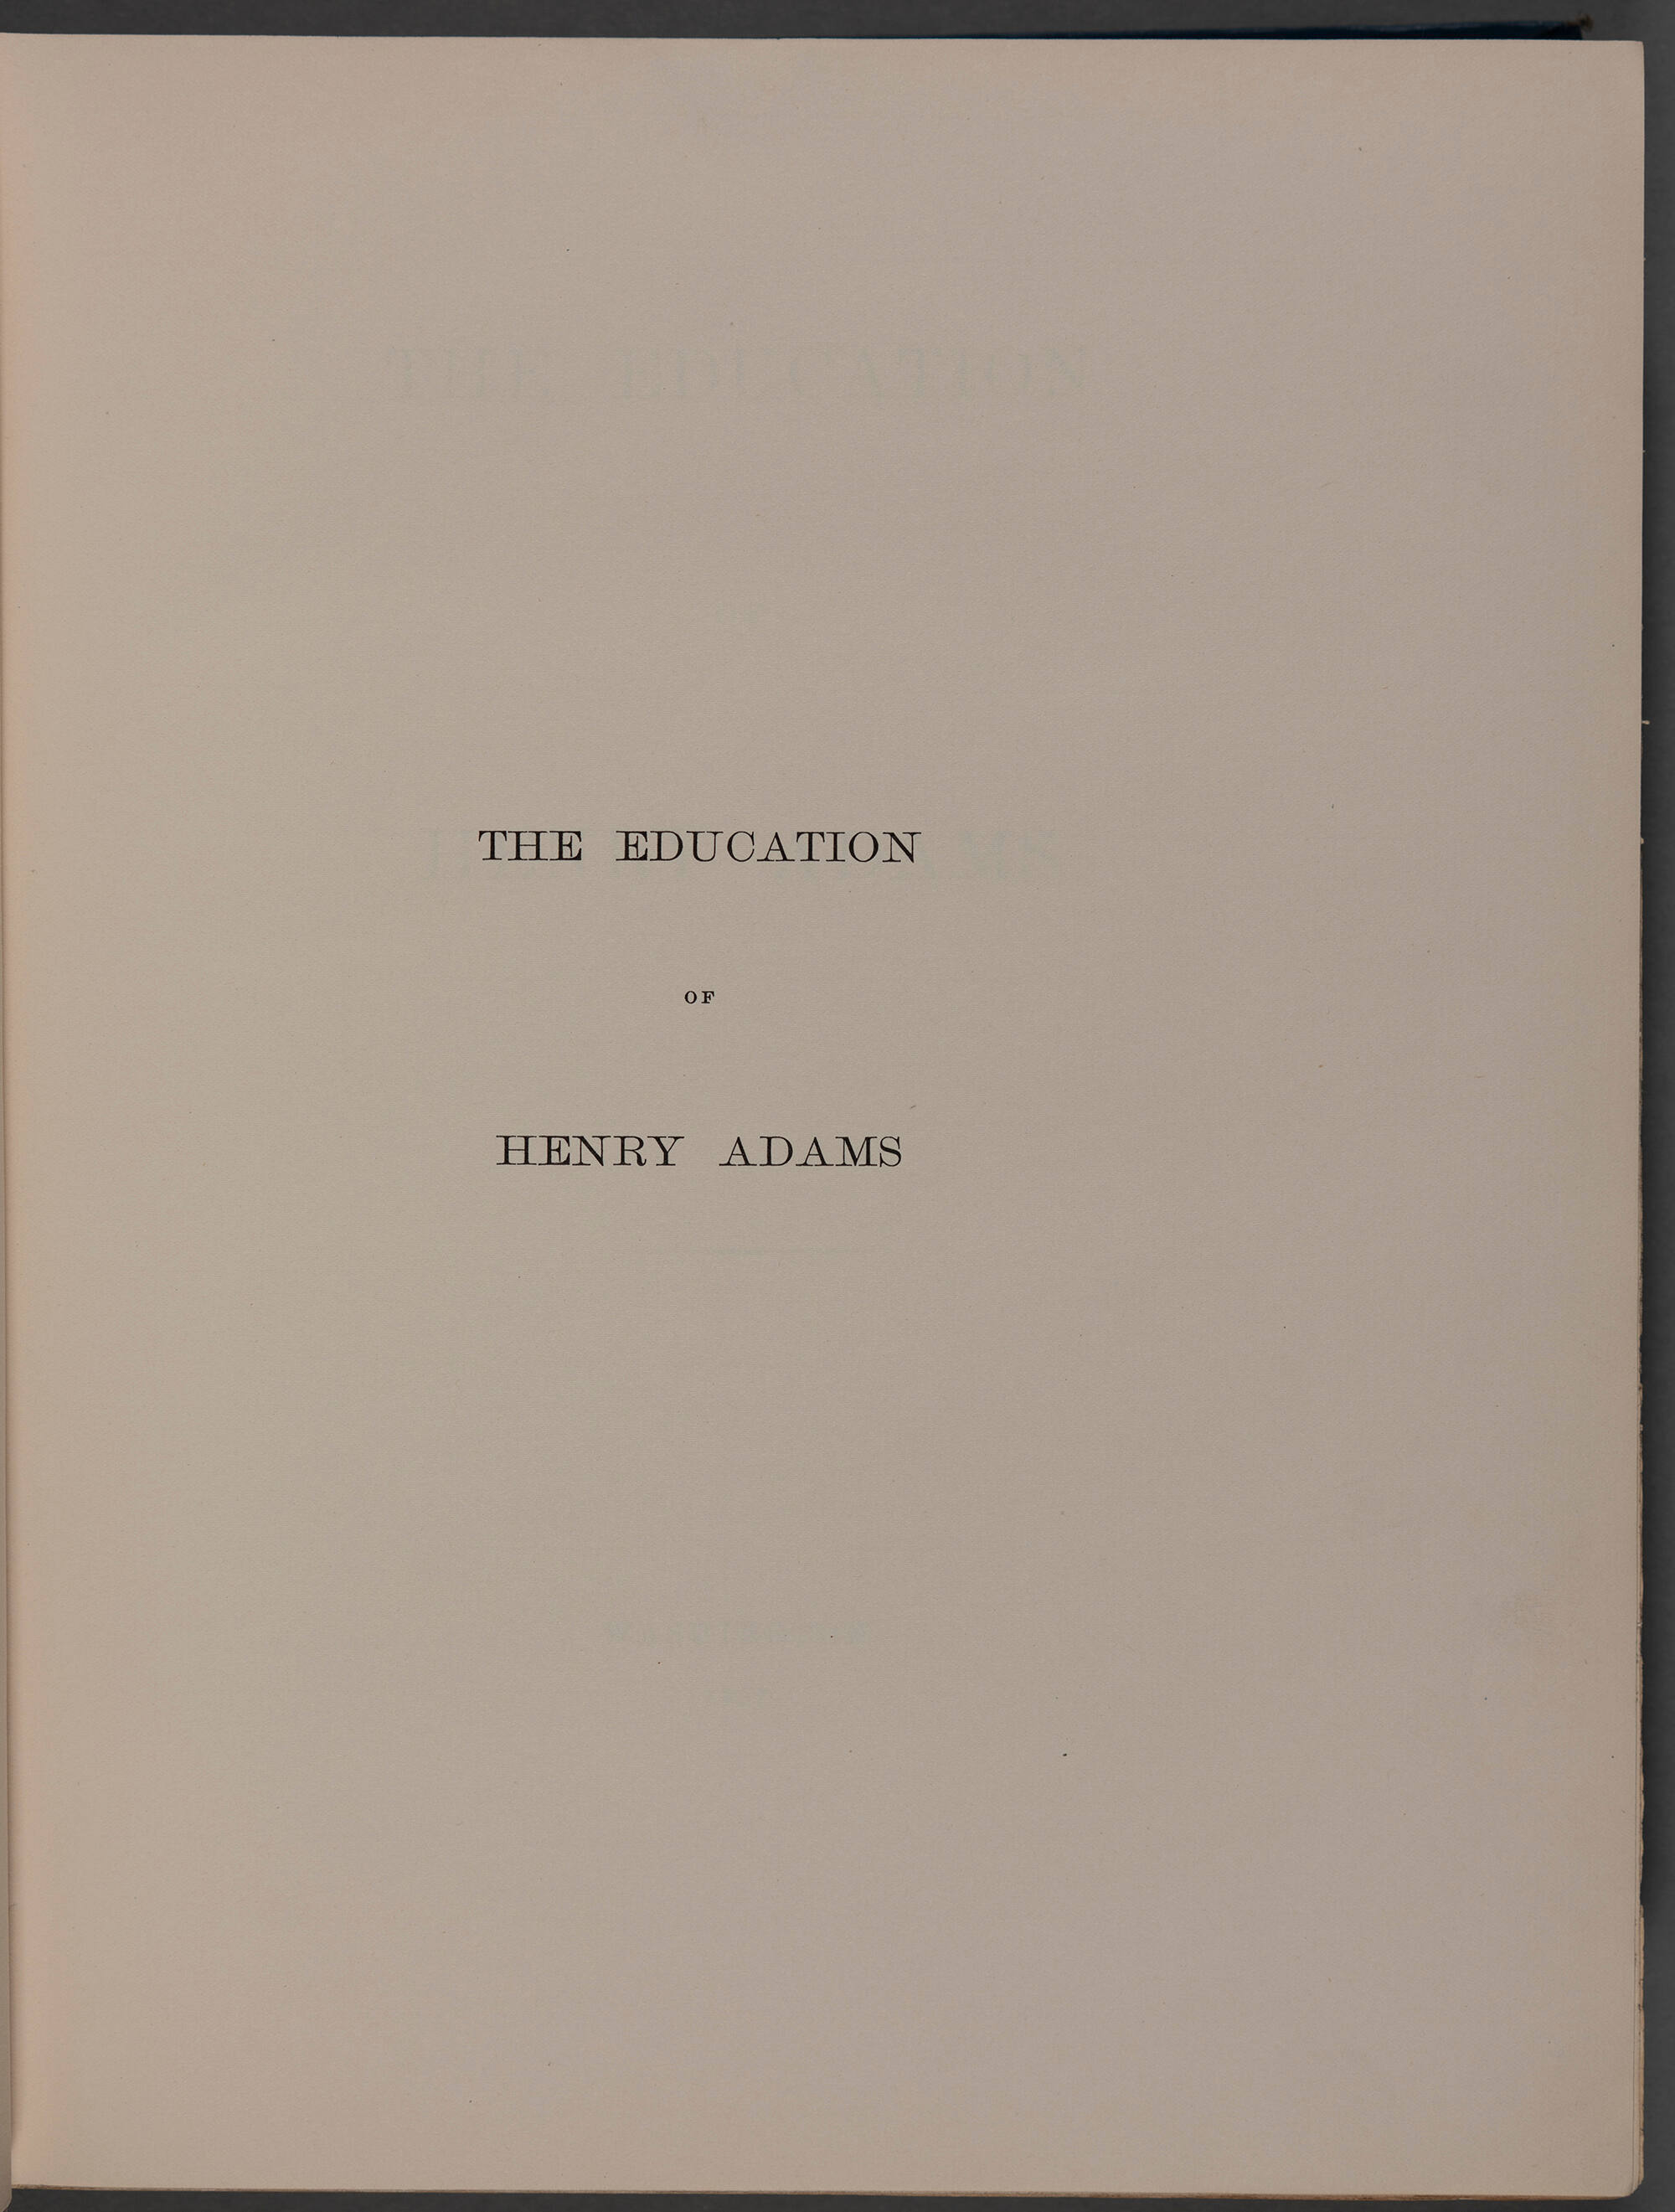 THE EDUCATION
OF
HENRY ADAMS